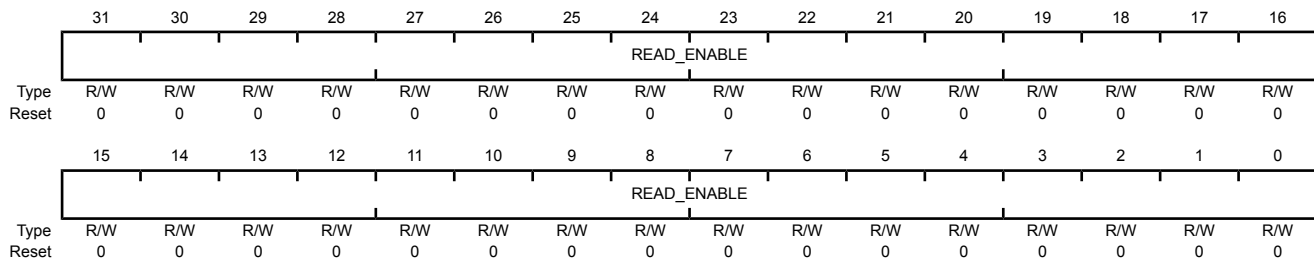 31 30 29 28 27 26 25 24 23 22 21 20 19 18 17 16
READ_ENABLE
Type R/W R/W R/W R/W R/W R/W R/W R/W R/W R/W R/W R/W R/W R/W R/W R/W
Reset 0 0 0 0 0 0 0 0 0 0 0 0 0 0 0 0
15 14 13 12 11 10 9 8 7 6 5 4 3 2 1 0
READ_ENABLE
Type R/W R/W R/W R/W R/W R/W R/W R/W R/W R/W R/W R/W R/W R/W R/W R/W
Reset 0 0 0 0 0 0 0 0 0 0 0 0 0 0 0 0